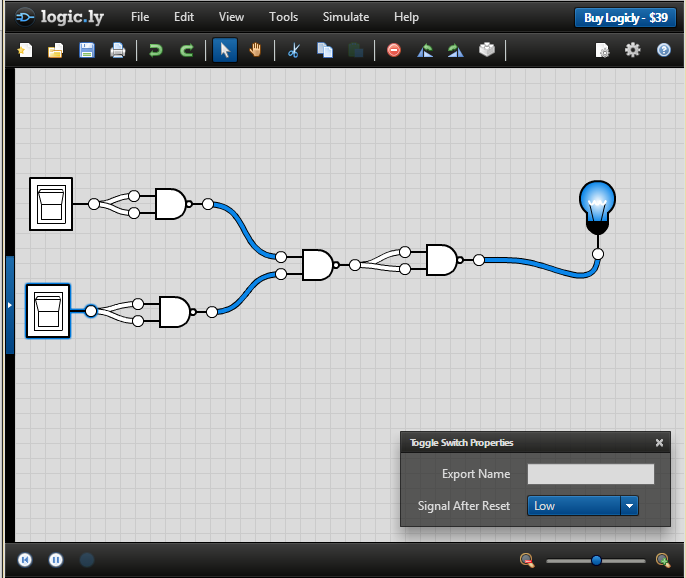 logic.ly File Edit View Tools Simulate Help Buy Logicly - $39
Toggle Switch Properties
Export Name
Signal After Reset Low